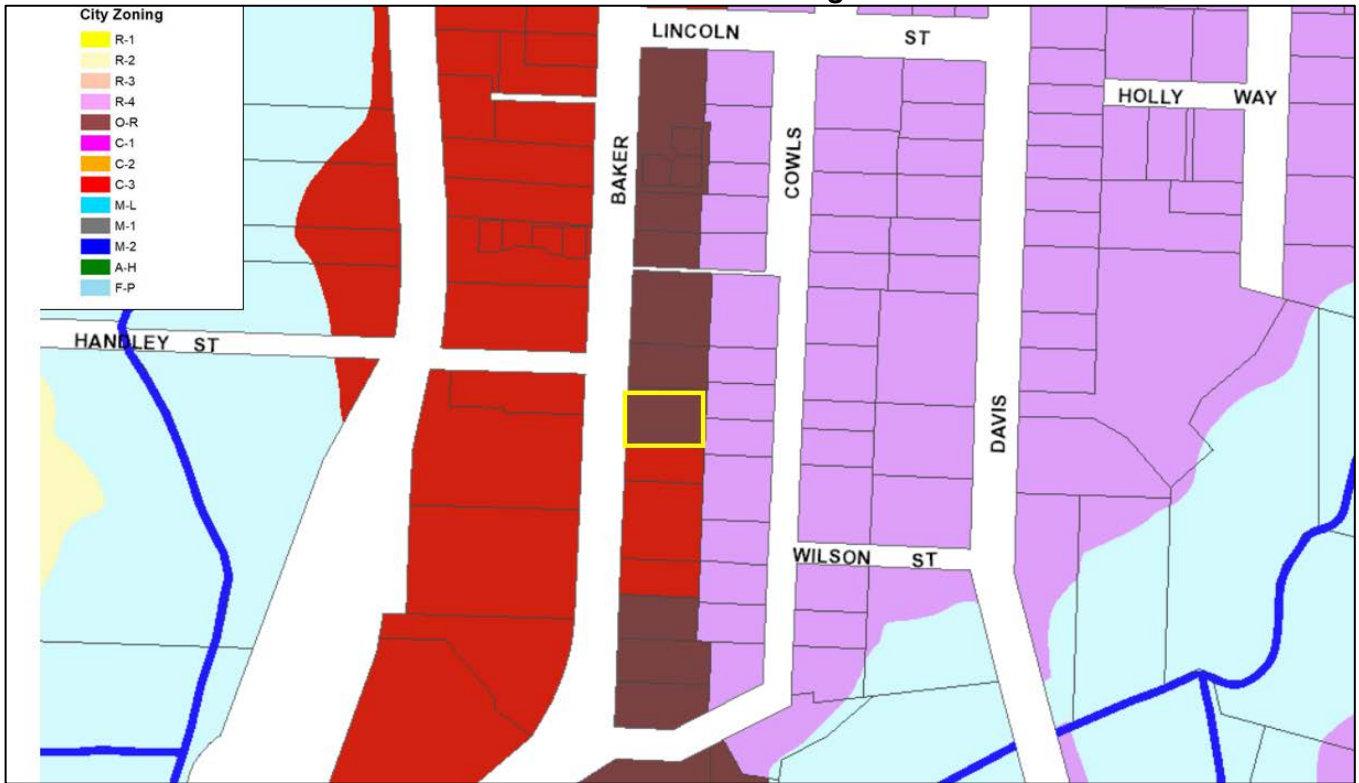 City Zoning
R-1
R-2
R-3
R-4
O-R
C-1
C-2
C-3
M-L
M-1
M-2
A-H
F-P
LINCOLN ST
HOLLY WAY
BAKER
COWLS
HANDLEY ST
DAVIS
WILSON ST